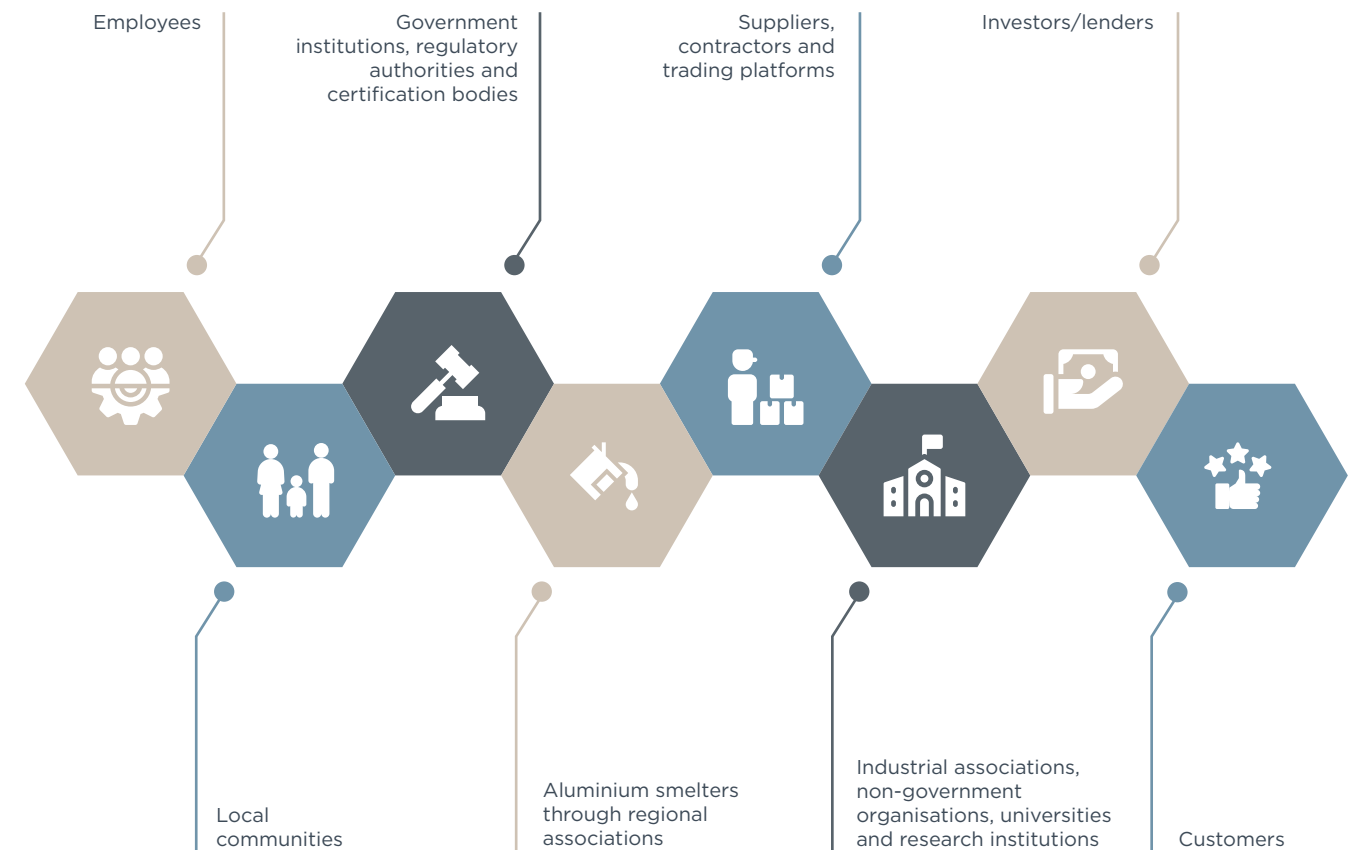 Employees
Government
institutions, regulatory
authorities and
certification bodies
Suppliers,
contractors and
trading platforms
Investors/lenders
Local
communities
Aluminium smelters
through regional
associations
Industrial associations,
non-government
organisations, universities
and research institutions
Customers